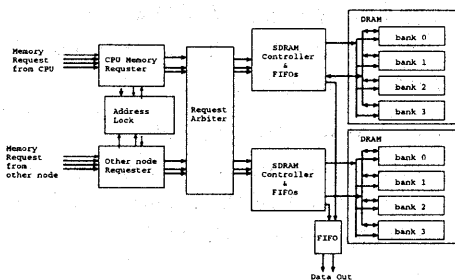 Memory
Request
from CPU
CPU Memory
Requster
Address
Lock
Memory
Request
from
other node
Other node
Requester
Request
Arbiter
SDRAM
Controller
&
FIFOs
SDRAM
Controller
&
FIFOs
DRAM
bank 0
bank 1
bank 2
bank 3
DRAM
bank 0
bank 1
bank 2
bank 3
FIFO
Data Out